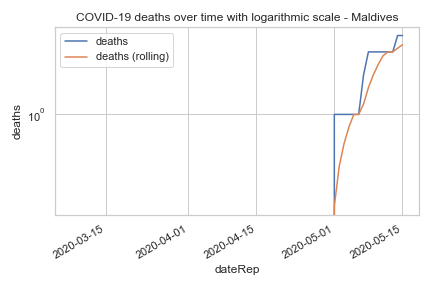 COVID-19 deaths over time with logarithmic scale - Maldives
deaths
deaths (rolling)
deaths
10⁰
2020-03-15
2020-04-01
2020-04-15
2020-05-01
2020-05-15
dateRep